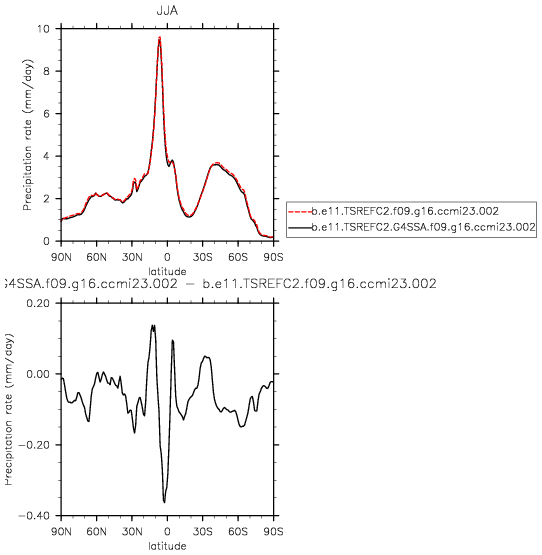 JJA
10
8
6
4
2
0
Precipitation rate (mm/day)
90N 60N 30N 0 30S 60S 90S
latitude
b.e11.TSREFC2.f09.g16.ccmi23.002
b.e11.TSREFC2.G4SSA.f09.g16.ccmi23.002
G4SSA.f09.g16.ccmi23.002 − b.e11.TSREFC2.f09.g16.ccmi23.002
0.20
0.00
−0.20
−0.40
Precipitation rate (mm/day)
90N 60N 30N 0 30S 60S 90S
latitude